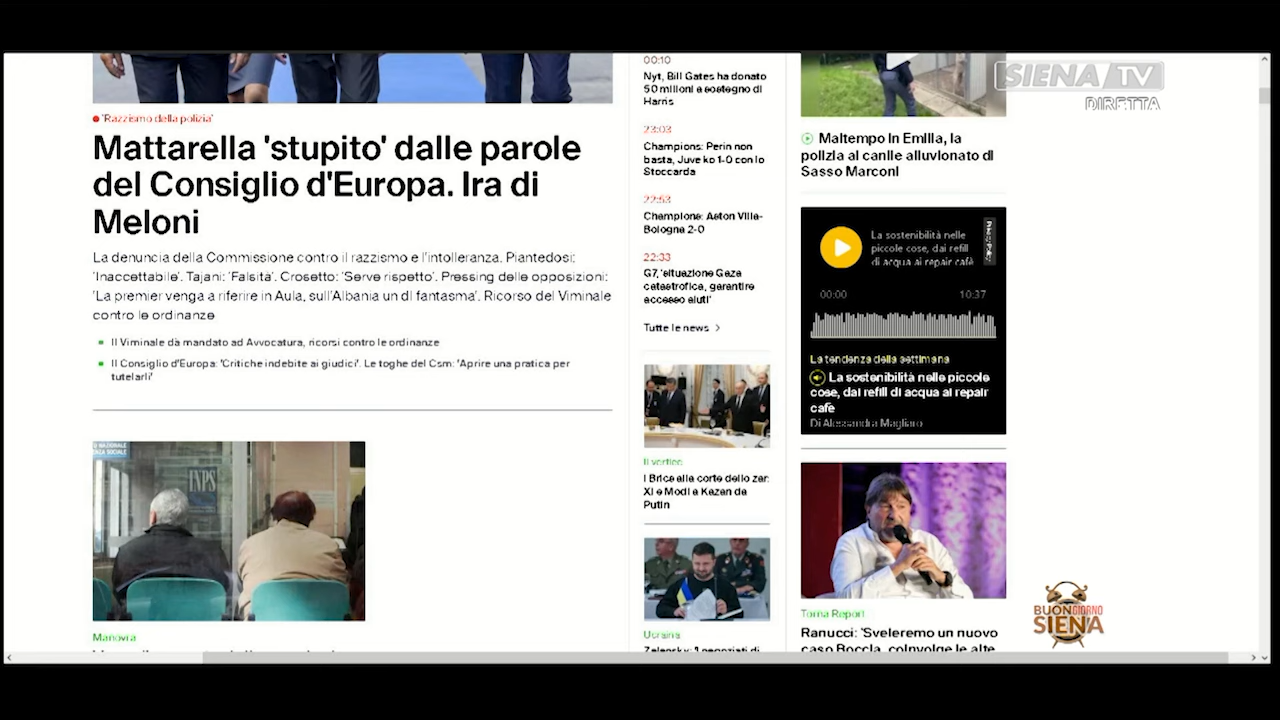 SIENA TV
DIRETTA
'Razzismo della polizia'
Mattarella 'stupito' dalle parole
del Consiglio d'Europa. Ira di
Meloni
La denuncia della Commissione contro il razzismo e l'intolleranza. Piantedosi:
'Inaccettabile'. Tajani: 'Falsità'. Crosetto: 'Serve rispetto'. Pressing delle opposizioni:
'La premier venga a riferire in Aula, sull'Albania un dl fantasma'. Ricorso del Viminale
contro le ordinanze
Il Viminale dà mandato ad Avvocatura, ricorsi contro le ordinanze
Il Consiglio d'Europa: 'Critiche indebite ai giudici'. Le toghe del Csm: 'Aprire una pratica per
tutelarli'
INPS
Manovra
00:10
Nyt, Bill Gates ha donato
50 milioni a sostegno di
Harris
23:03
Champions: Perin non
basta, Juve ko 1-0 con lo
Stoccarda
22:53
Champions: Aston Villa-
Bologna 2-0
22:33
G7, 'situazione Gaza
catastrofica, garantire
accesso aiuti'
Tutte le news
Il vertice
I Brics alla corte dello zar:
Xi e Modi a Kazan da
Putin
Ucraina
Zelensky: 'I negoziati di
Maltempo in Emilia, la
polizia al canile alluvionato di
Sasso Marconi
La sostenibilità nelle
piccole cose, dai refill
di acqua ai repair cafè
Privacy Policy
00:00
10:37
La tendenza della settimana
La sostenibilità nelle piccole
cose, dai refill di acqua ai repair
cafè
Di Alessandra Magliaro
Torna Report
Ranucci: 'Sveleremo un nuovo
caso Boccia, coinvolge le alte
BUONGIORNO
SIENA